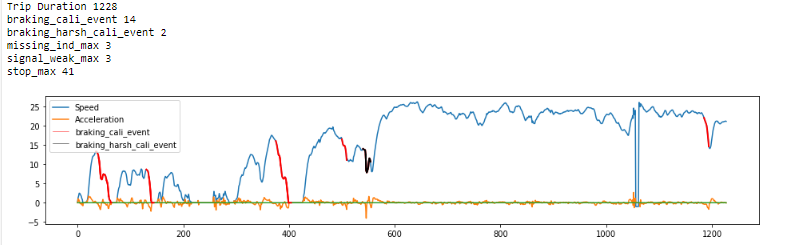 Trip Duration 1228
braking_cali_event 14
braking_harsh_cali_event 2
missing_ind_max 3
signal_weak_max 3
stop_max 41
Speed
Acceleration
braking_cali_event
braking_harsh_cali_event
25
20
15
10
5
0
−5
0 200 400 600 800 1000 1200